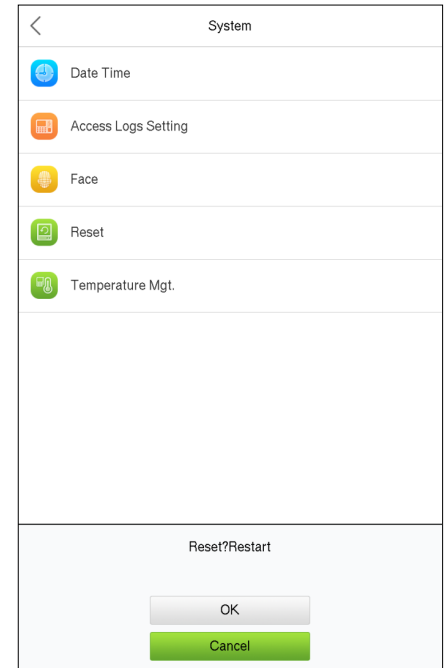 System
Date Time
Access Logs Setting
Face
Reset
Temperature Mgt.
Reset?Restart
OK
Cancel